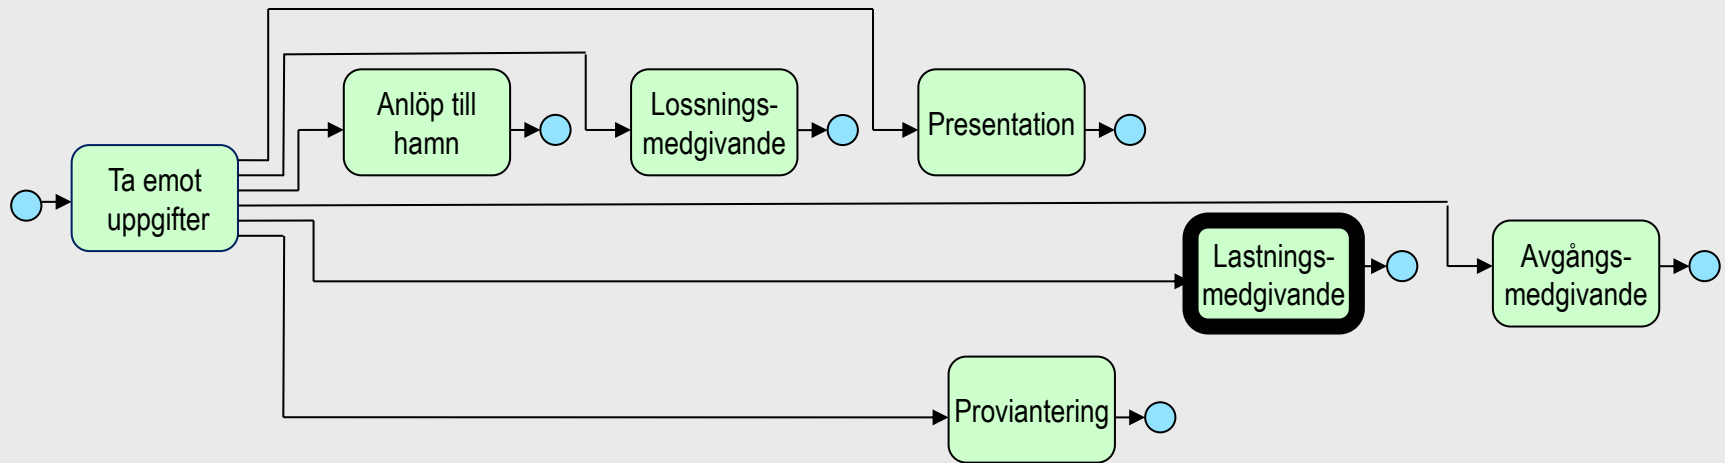 Anlöp till
hamn
Lossnings-
medgivande
Presentation
Ta emot
uppgifter
Lastnings-
medgivande
Avgångs-
medgivande
Proviantering